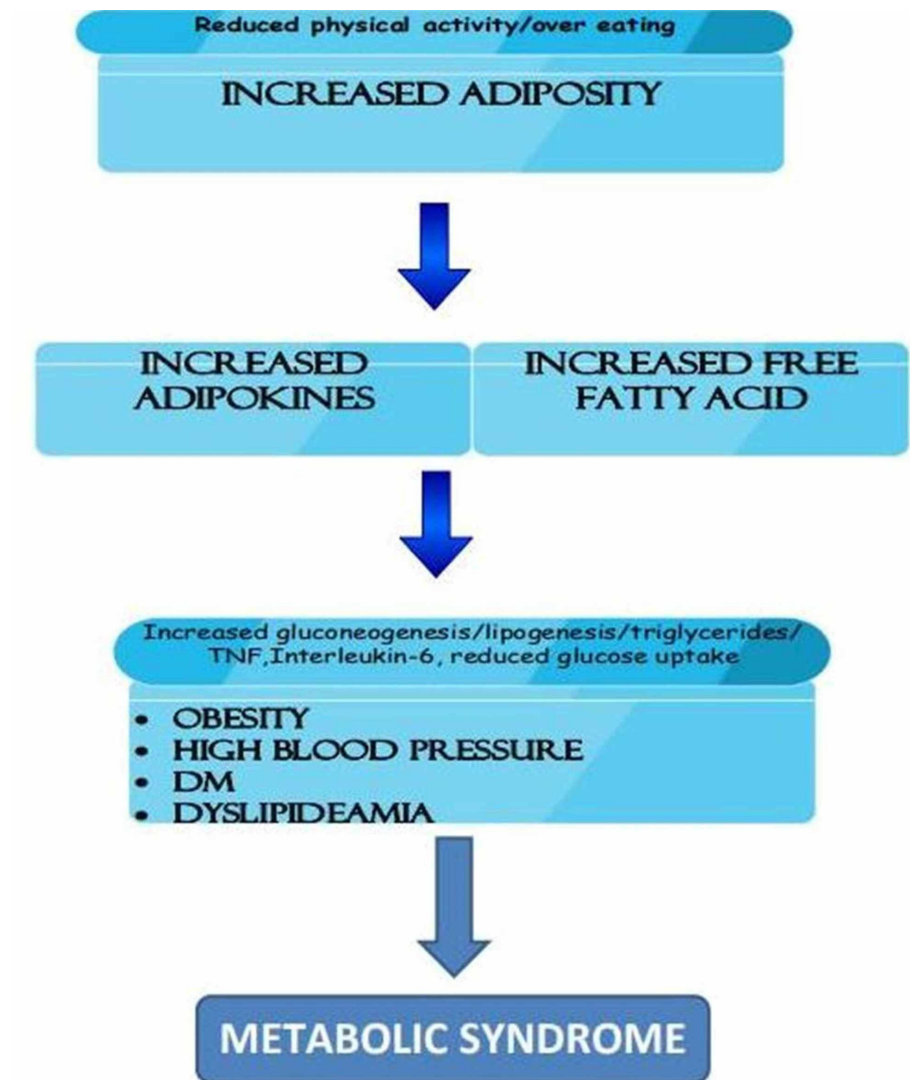 Reduced physical activity/over eating
INCREASED ADIPOSITY
INCREASED
ADIPOKINES
INCREASED FREE
FATTY ACID
Increased gluconeogenesis/lipogenesis/triglycerides/
TNF,Interleukin-6, reduced glucose uptake
• OBESITY
• HIGH BLOOD PRESSURE
• DM
• DYSLIPIDEAMIA
METABOLIC SYNDROME